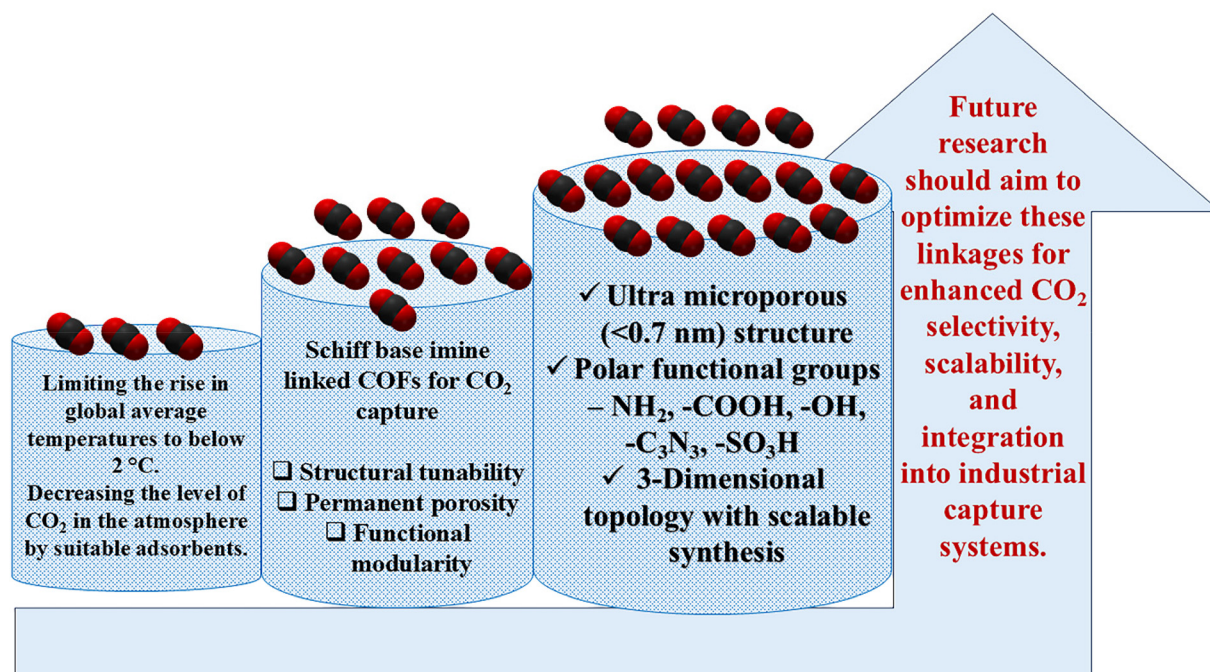 Limiting the rise in
global average
temperatures to below
2 °C.
Decreasing the level of
CO₂ in the atmosphere
by suitable adsorbents.
Schiff base imine
linked COFs for CO₂
capture
❑ Structural tunability
❑ Permanent porosity
❑ Functional
modularity
✓ Ultra microporous
(<0.7 nm) structure
✓ Polar functional groups
– NH₂, -COOH, -OH,
-C₃N₃, -SO₃H
✓ 3-Dimensional
topology with scalable
synthesis
Future
research
should aim to
optimize these
linkages for
enhanced CO₂
selectivity,
scalability,
and
integration
into industrial
capture
systems.